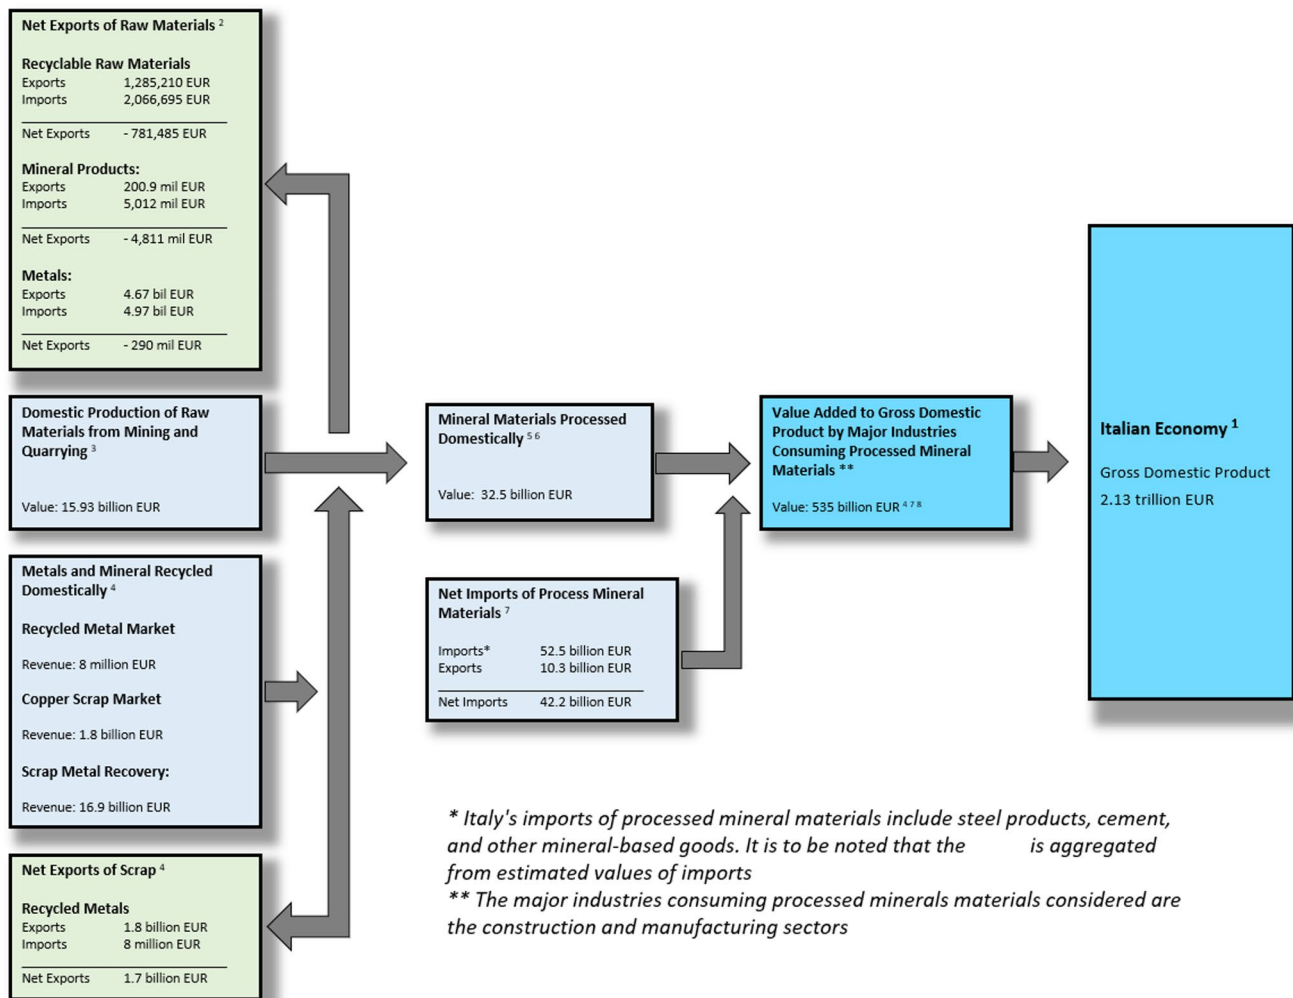 Net Exports of Raw Materials 2
Recyclable Raw Materials
Exports 1,285,210 EUR
Imports 2,066,695 EUR
Net Exports - 781,485 EUR
Mineral Products:
Exports 200.9 mil EUR
Imports 5,012 mil EUR
Net Exports - 4,811 mil EUR
Metals:
Exports 4.67 bil EUR
Imports 4.97 bil EUR
Net Exports - 290 mil EUR
Domestic Production of Raw
Materials from Mining and
Quarrying 3
Value: 15.93 billion EUR
Metals and Mineral Recycled
Domestically 4
Recycled Metal Market
Revenue: 8 million EUR
Copper Scrap Market
Revenue: 1.8 billion EUR
Scrap Metal Recovery:
Revenue: 16.9 billion EUR
Net Exports of Scrap 4
Recycled Metals
Exports 1.8 billion EUR
Imports 8 million EUR
Net Exports 1.7 billion EUR
Mineral Materials Processed
Domestically 5 6
Value: 32.5 billion EUR
Net Imports of Process Mineral
Materials 7
Imports* 52.5 billion EUR
Exports 10.3 billion EUR
Net Imports 42.2 billion EUR
Value Added to Gross Domestic
Product by Major Industries
Consuming Processed Mineral
Materials **
Value: 535 billion EUR 4 7 8
Italian Economy 1
Gross Domestic Product
2.13 trillion EUR
* Italy's imports of processed mineral materials include steel products, cement,
and other mineral-based goods. It is to be noted that the is aggregated
from estimated values of imports
** The major industries consuming processed minerals materials considered are
the construction and manufacturing sectors